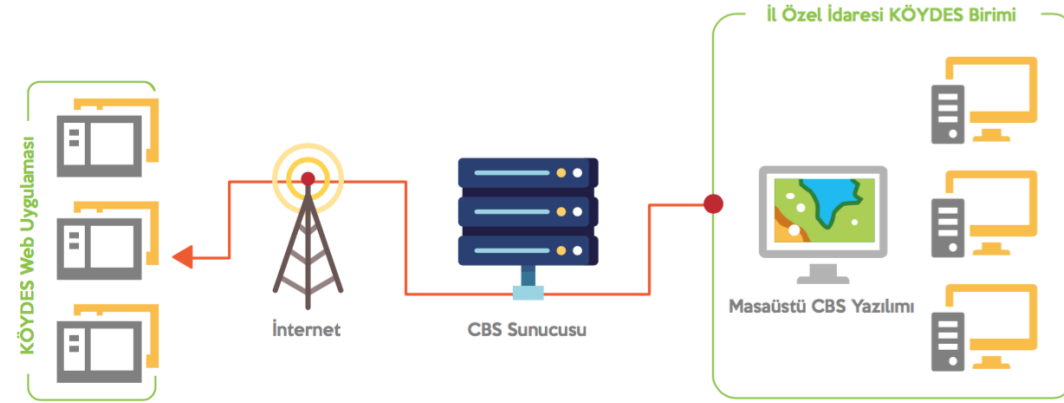 İl Özel İdaresi KÖYDES Birimi
KÖYDES Web Uygulaması
İnternet
CBS Sunucusu
Masaüstü CBS Yazılımı